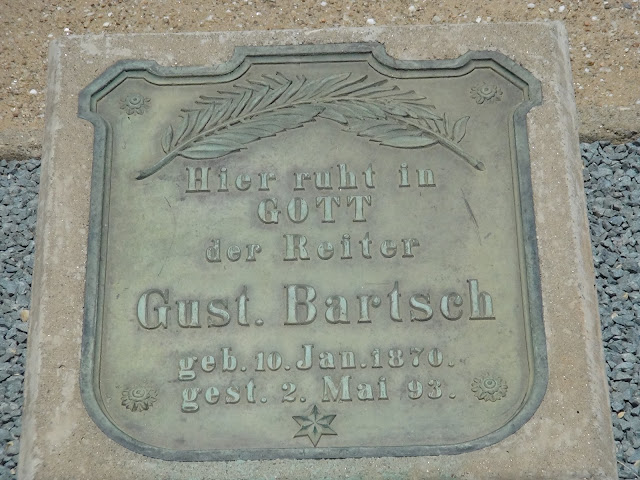 Hier ruht in
GOTT
der Reiter
Gust. Bartsch
geb. 10. Jan. 1870.
gest. 2. Mai 93.